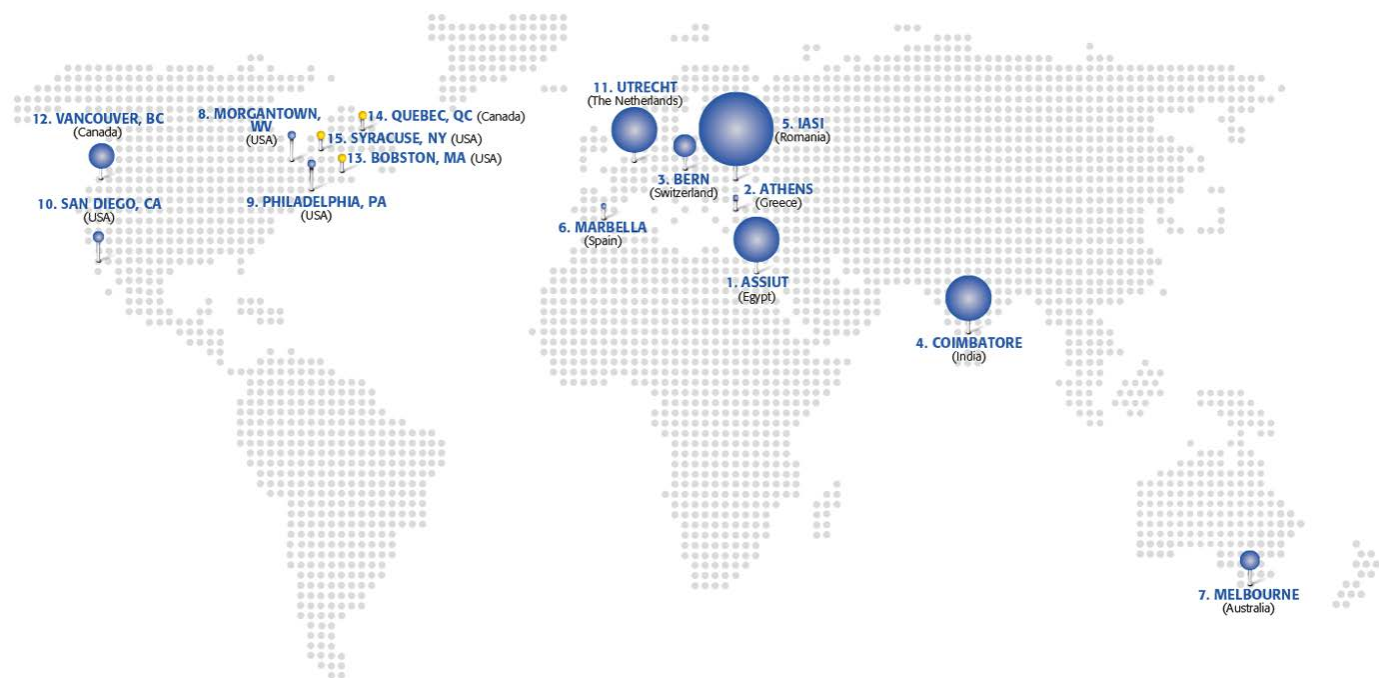 11. UTRECHT
(The Netherlands)
8. MORGANTOWN,
WV
(USA)
14. QUEBEC, QC (Canada)
12. VANCOUVER, BC
(Canada)
5. IASI
(Romania)
15. SYRACUSE, NY (USA)
13. BOBSTON, MA (USA)
3. BERN
(Switzerland)
2. ATHENS
(Greece)
10. SAN DIEGO, CA
(USA)
9. PHILADELPHIA, PA
(USA)
6. MARBELLA
(Spain)
1. ASSIUT
(Egypt)
4. COIMBATORE
(India)
7. MELBOURNE
(Australia)